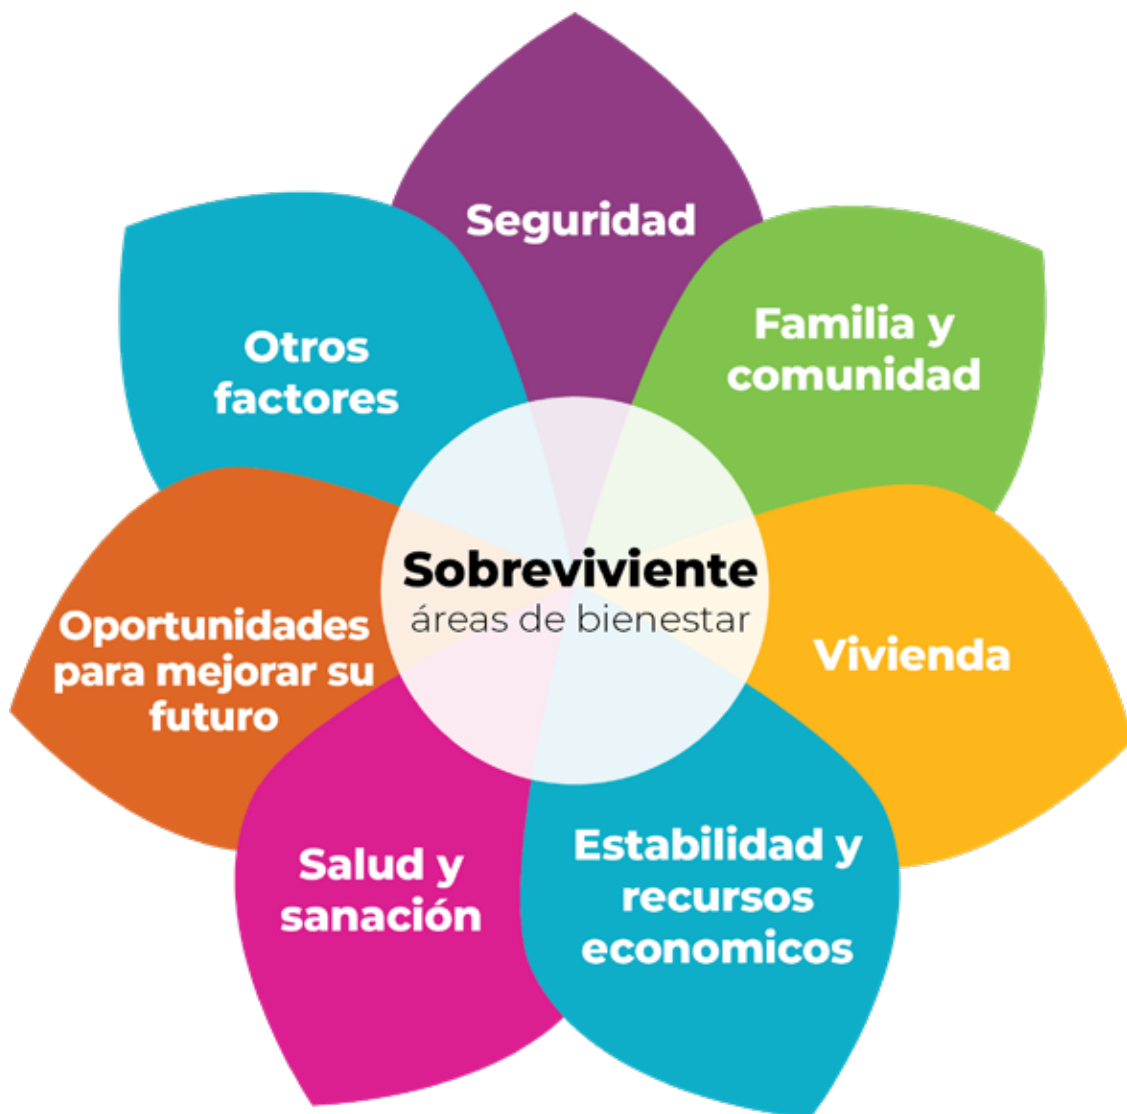 Seguridad
Familia y
comunidad
Vivienda
Estabilidad y
recursos
economicos
Salud y
sanación
Oportunidades
para mejorar su
futuro
Otros
factores
Sobreviviente
áreas de bienestar